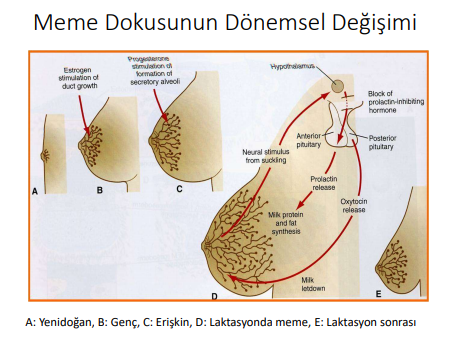 Meme Dokusunun Dönemsel Değişimi
Estrogen
stimulation of
duct growth
Progesterone
stimulation of
formation of
secretory alveoli
Hypothalamus
Block of
prolactin-inhibiting
hormone
Anterior
pituitary
Posterior
pituitary
Neural stimulus
from suckling
Prolactin
release
Oxytocin
release
Milk protein
and fat
synthesis
Milk
letdown
A
B
C
D
E
A: Yenidoğan, B: Genç, C: Erişkin, D: Laktasyonda meme, E: Laktasyon sonrası